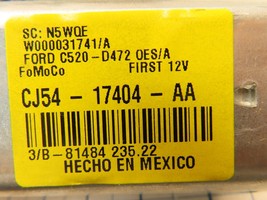 SC: N5WQE
W000031741/A
FORD C520-D472 OES/A
FoMoCo FIRST 12V
CJ54 - 17404 - AA
3/B-81484 235.22
HECHO EN MEXICO